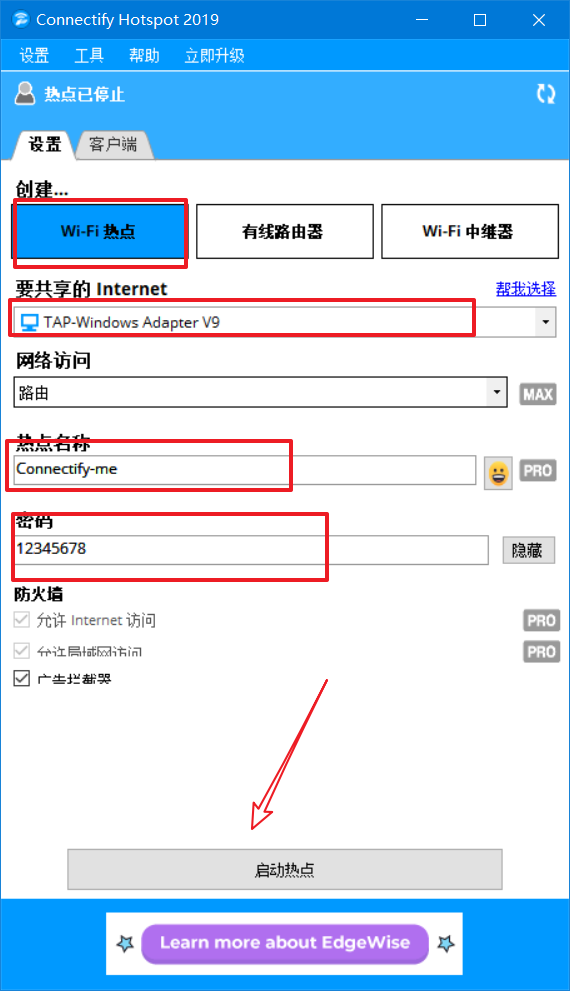 Connectify Hotspot 2019
设置 工具 帮助 立即升级
热点已停止
设置 客户端
创建...
Wi-Fi 热点 有线路由器 Wi-Fi 中继器
要共享的 Internet 帮我选择
TAP-Windows Adapter V9
网络访问
路由 MAX
热点名称
Connectify-me PRO
密码
12345678 隐藏
防火墙
允许 Internet 访问 PRO
允许局域网访问 PRO
广告拦截器
启动热点
Learn more about EdgeWise